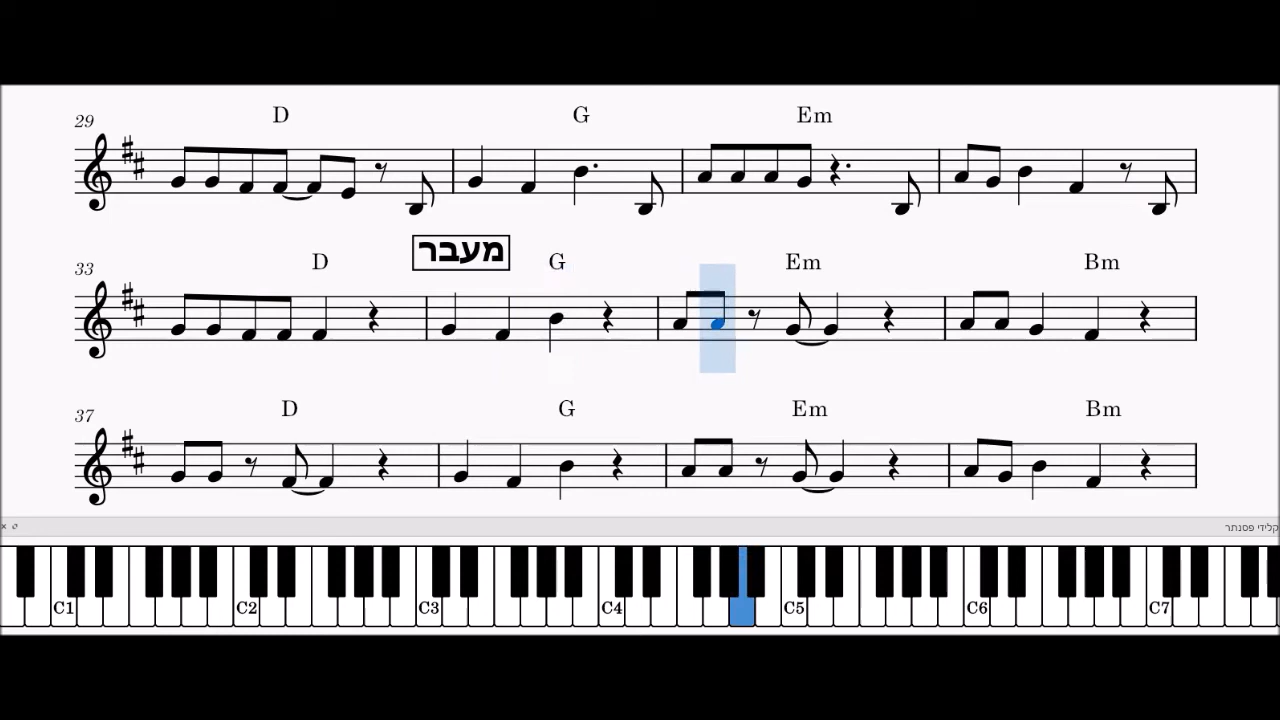 29 D G Em
מעבר
33 D G Em Bm
37 D G Em Bm
קלידי פסנתר
C1 C2 C3 C4 C5 C6 C7